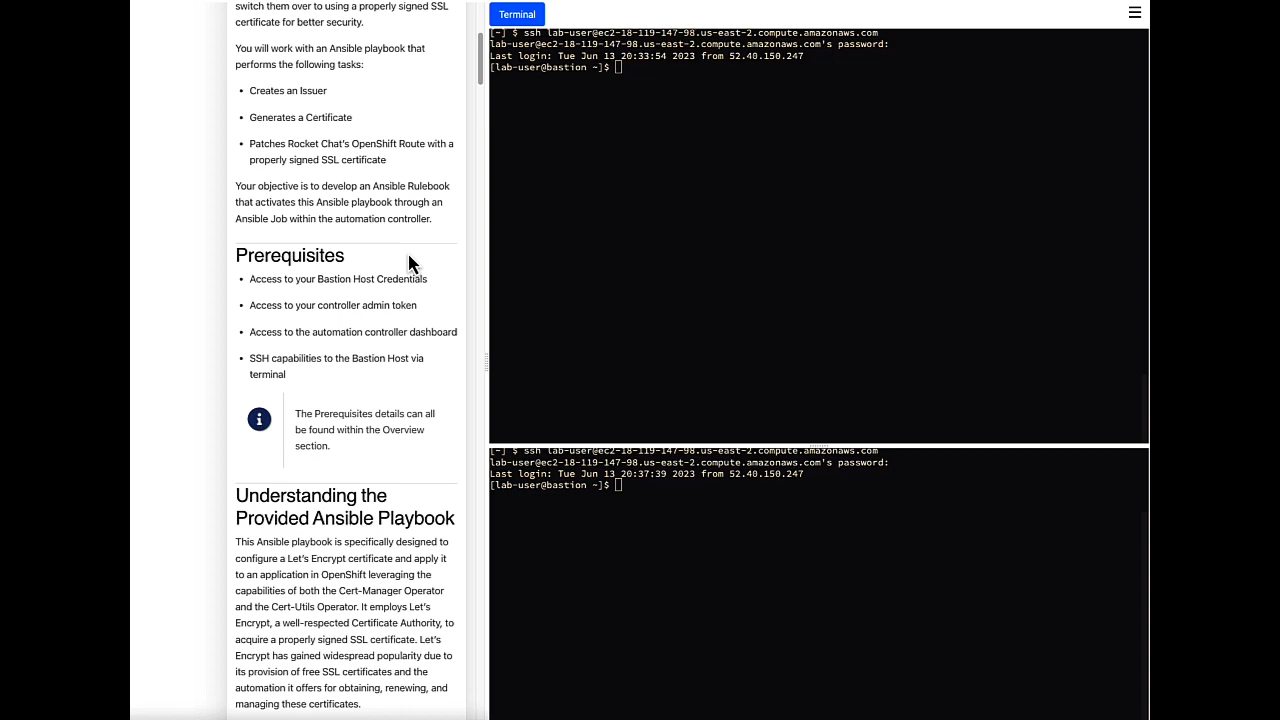 switch them over to using a properly signed SSL
certificate for better security.
You will work with an Ansible playbook that
performs the following tasks:
• Creates an Issuer
• Generates a Certificate
• Patches Rocket Chat's OpenShift Route with a
properly signed SSL certificate
Your objective is to develop an Ansible Rulebook
that activates this Ansible playbook through an
Ansible Job within the automation controller.
Prerequisites
• Access to your Bastion Host Credentials
• Access to your controller admin token
• Access to the automation controller dashboard
• SSH capabilities to the Bastion Host via
terminal
The Prerequisites details can all
be found within the Overview
section.
Understanding the
Provided Ansible Playbook
This Ansible playbook is specifically designed to
configure a Let's Encrypt certificate and apply it
to an application in OpenShift leveraging the
capabilities of both the Cert-Manager Operator
and the Cert-Utils Operator. It employs Let's
Encrypt, a well-respected Certificate Authority, to
acquire a properly signed SSL certificate. Let's
Encrypt has gained widespread popularity due to
its provision of free SSL certificates and the
automation it offers for obtaining, renewing, and
managing these certificates.
Terminal
[~] $ ssh lab-user@ec2-18-119-147-98.us-east-2.compute.amazonaws.com
lab-user@ec2-18-119-147-98.us-east-2.compute.amazonaws.com's password:
Last login: Tue Jun 13 20:33:54 2023 from 52.40.150.247
[lab-user@bastion ~]$
[~] $ ssh lab-user@ec2-18-119-147-98.us-east-2.compute.amazonaws.com
lab-user@ec2-18-119-147-98.us-east-2.compute.amazonaws.com's password:
Last login: Tue Jun 13 20:37:39 2023 from 52.40.150.247
[lab-user@bastion ~]$